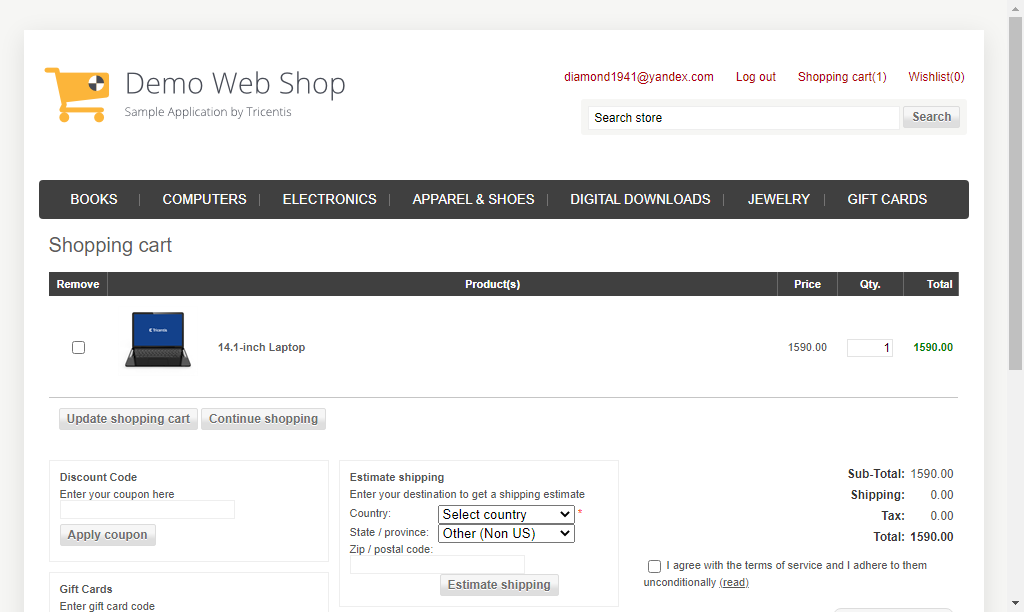 Demo Web Shop
Sample Application by Tricentis
diamond1941@yandex.com Log out Shopping cart(1) Wishlist(0)
Search store Search
BOOKS COMPUTERS ELECTRONICS APPAREL & SHOES DIGITAL DOWNLOADS JEWELRY GIFT CARDS
Shopping cart
Remove Product(s) Price Qty. Total
Tricentis
14.1-inch Laptop 1590.00 1 1590.00
Update shopping cart Continue shopping
Discount Code
Enter your coupon here
Apply coupon
Gift Cards
Enter gift card code
Estimate shipping
Enter your destination to get a shipping estimate
Country: Select country *
State / province: Other (Non US)
Zip / postal code:
Estimate shipping
Sub-Total: 1590.00
Shipping: 0.00
Tax: 0.00
Total: 1590.00
I agree with the terms of service and I adhere to them
unconditionally (read)